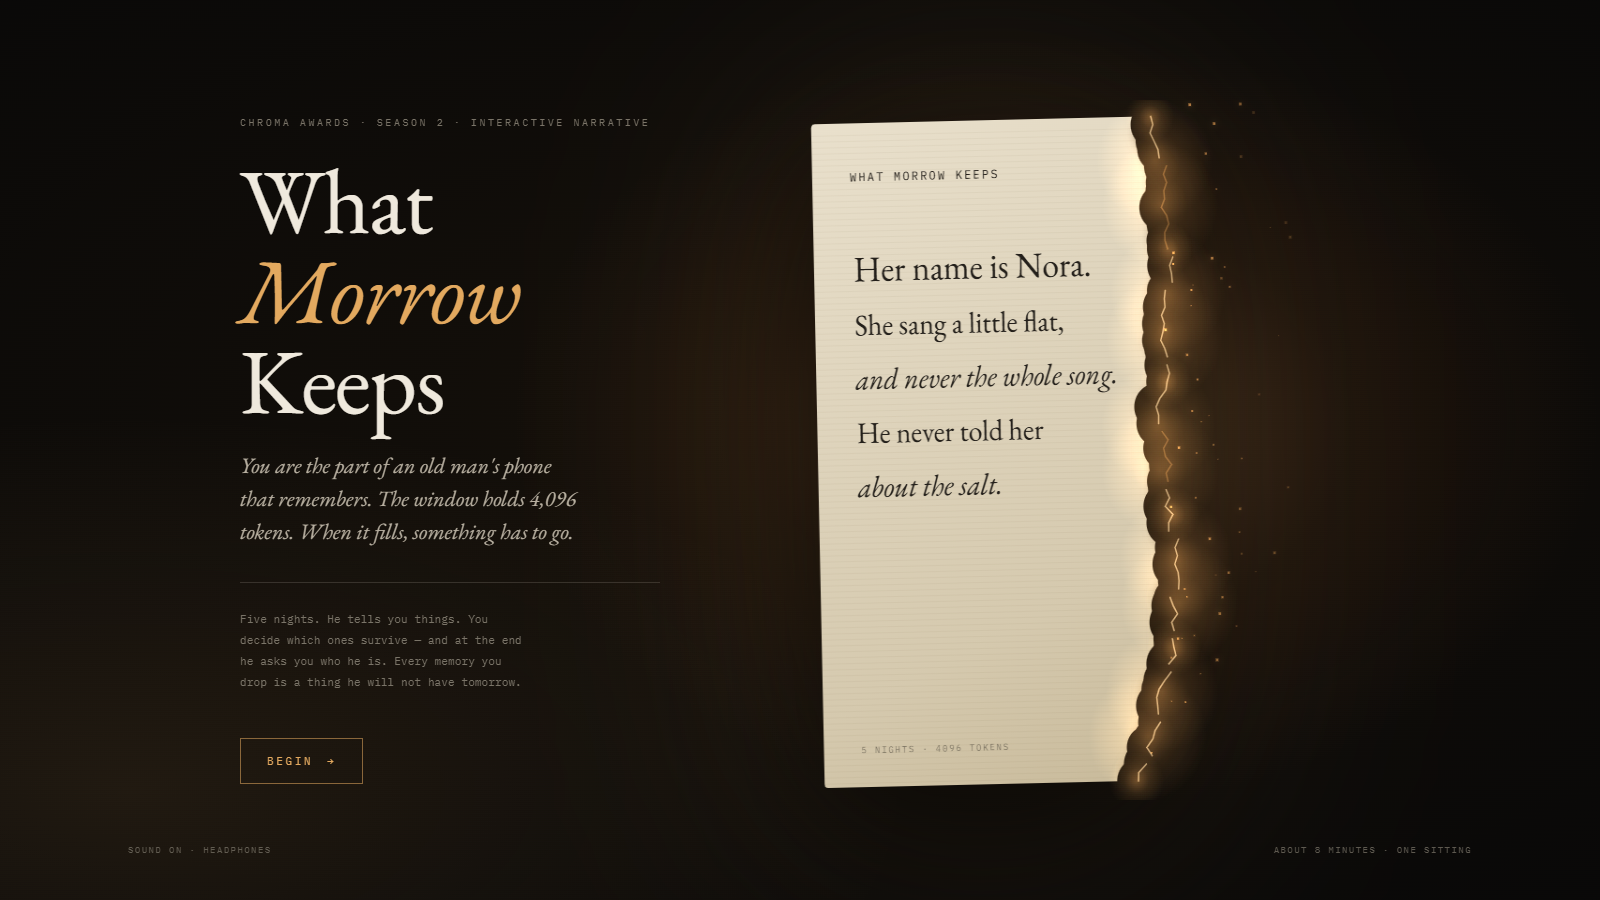 CHROMA AWARDS · SEASON 2 · INTERACTIVE NARRATIVE
What
Morrow
Keeps
You are the part of an old man's phone
that remembers. The window holds 4,096
tokens. When it fills, something has to go.
Five nights. He tells you things. You
decide which ones survive — and at the end
he asks you who he is. Every memory you
drop is a thing he will not have tomorrow.
BEGIN →
WHAT MORROW KEEPS
Her name is Nora.
She sang a little flat,
and never the whole song.
He never told her
about the salt.
5 NIGHTS · 4096 TOKENS
SOUND ON · HEADPHONES
ABOUT 8 MINUTES · ONE SITTING